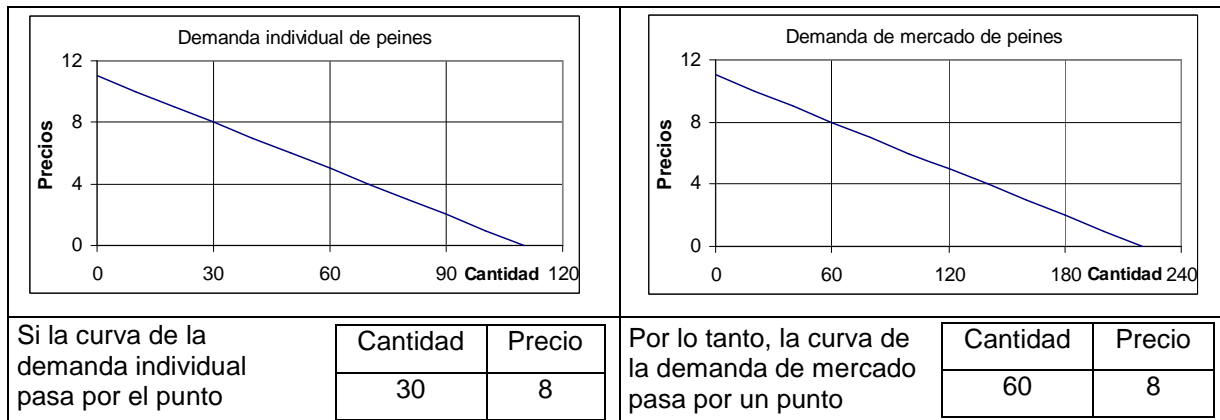 Demanda individual de peines
12
8
4
0
Precios
0 30 60 90 Cantidad 120
Demanda de mercado de peines
12
8
4
0
Precios
0 60 120 180 Cantidad 240
Si la curva de la
demanda individual
pasa por el punto
Cantidad Precio
30 8
Por lo tanto, la curva de
la demanda de mercado
pasa por un punto
Cantidad Precio
60 8